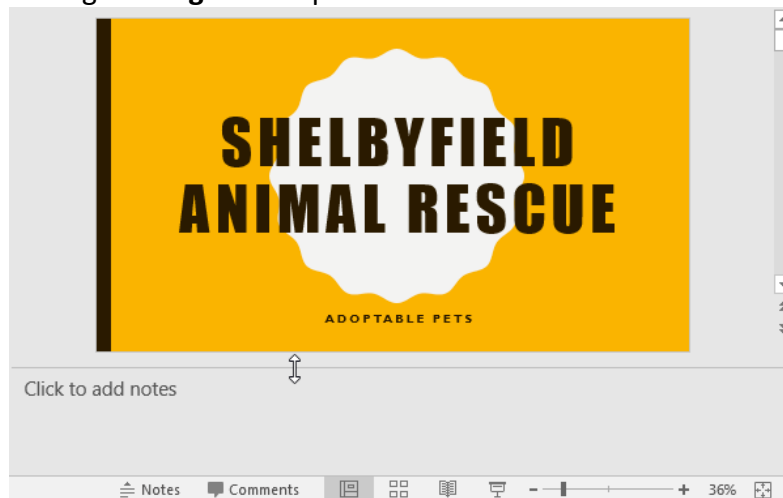 SHELBYFIELD
ANIMAL RESCUE
ADOPTABLE PETS
Click to add notes
Notes Comments 36%